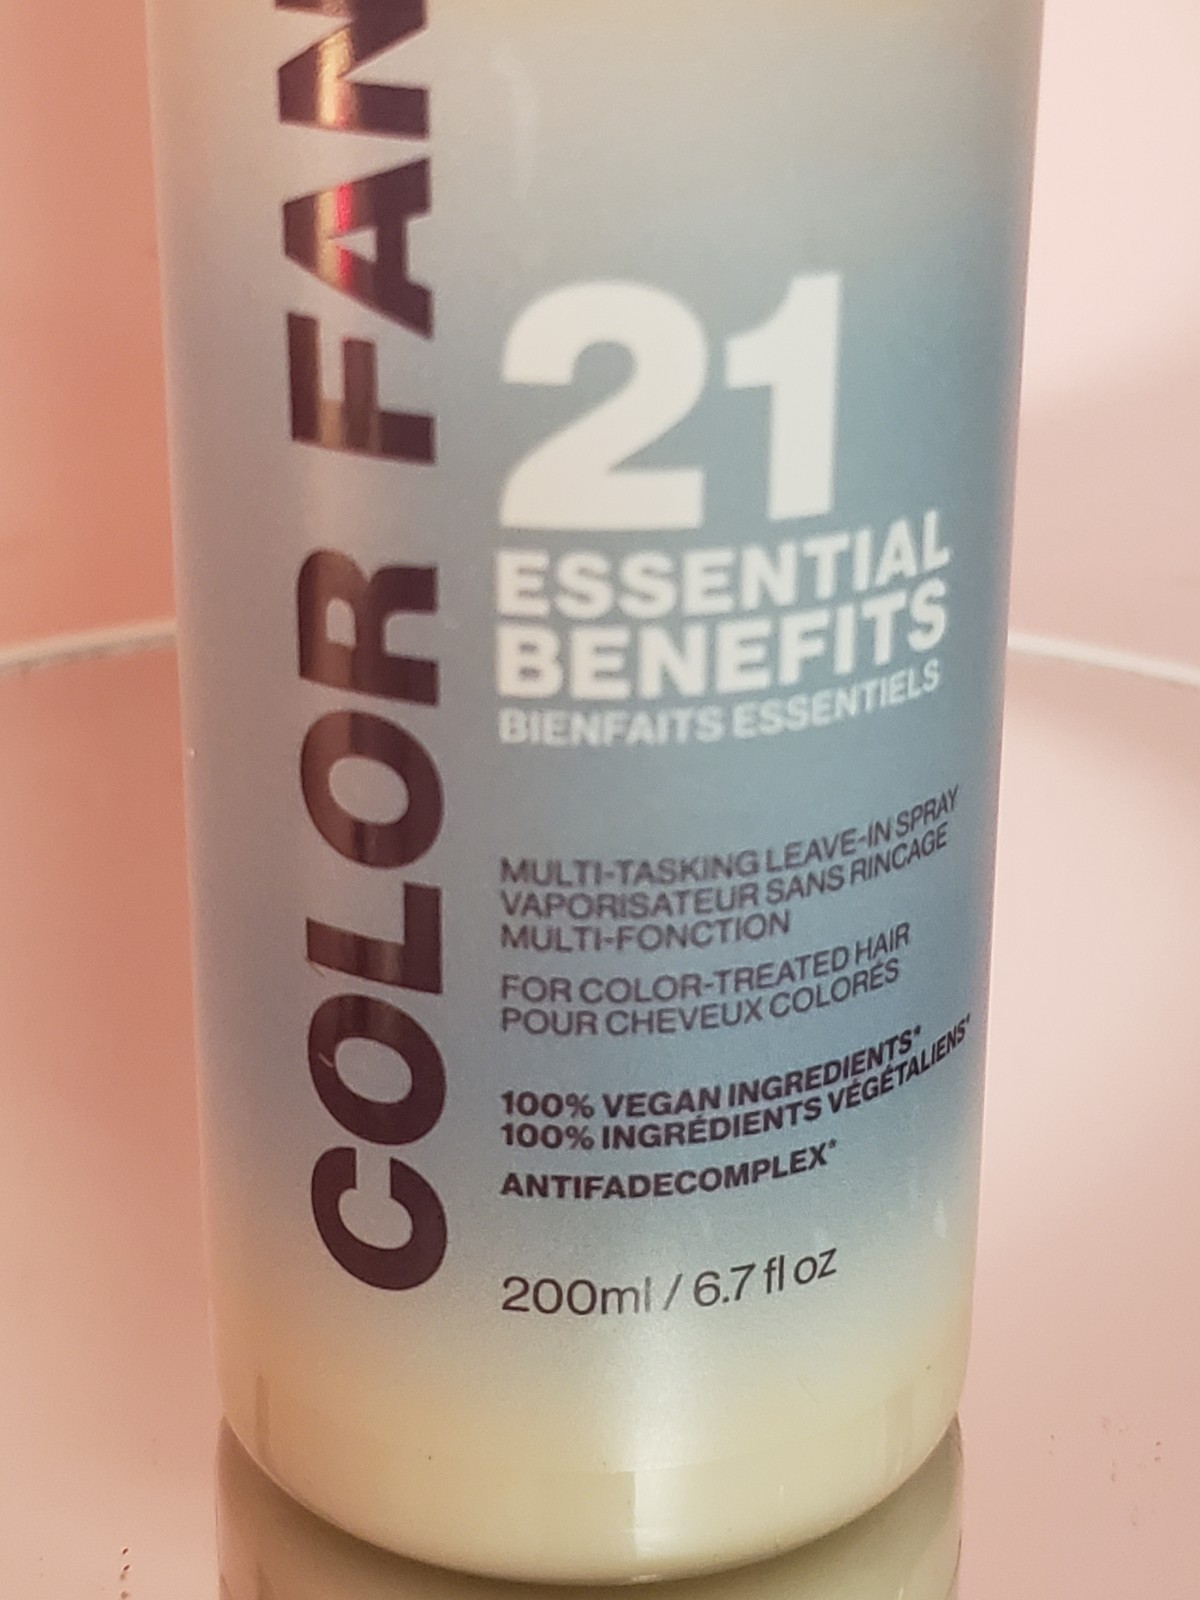 COLOR FAN
21
ESSENTIAL
BENEFITS
BIENFAITS ESSENTIELS
MULTI-TASKING LEAVE-IN SPRAY
VAPORISATEUR SANS RINCAGE
MULTI-FONCTION
FOR COLOR-TREATED HAIR
POUR CHEVEUX COLORÉS
100% VEGAN INGREDIENTS*
100% INGRÉDIENTS VÉGÉTALIENS*
ANTIFADECOMPLEX*
200ml / 6.7 fl oz